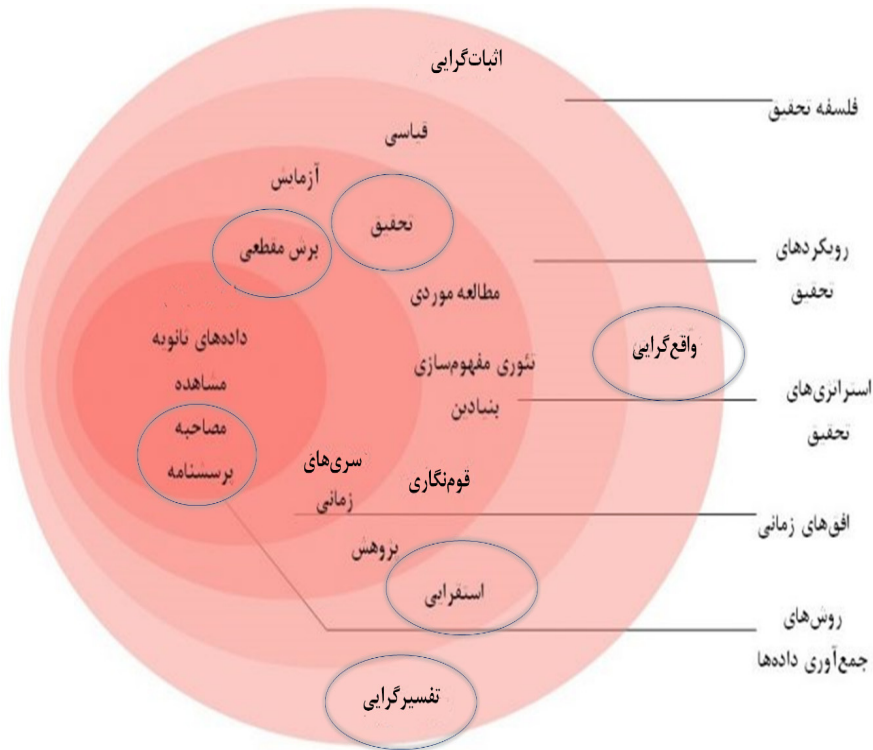 اثبات‌گرایی
فلسفه تحقیق
قیاسی
آزمایش
تحقیق
برش مقطعی
رویکردهای
تحقیق
مطالعه موردی
داده‌های ثانویه
واقع‌گرایی
تئوری مفهوم‌سازی
بنیادین
مشاهده
استراتژی‌های
تحقیق
مصاحبه
پرسشنامه
سری‌های
زمانی
قوم‌نگاری
افق‌های زمانی
پژوهش
استقرایی
روش‌های
جمع‌آوری داده‌ها
تفسیرگرایی